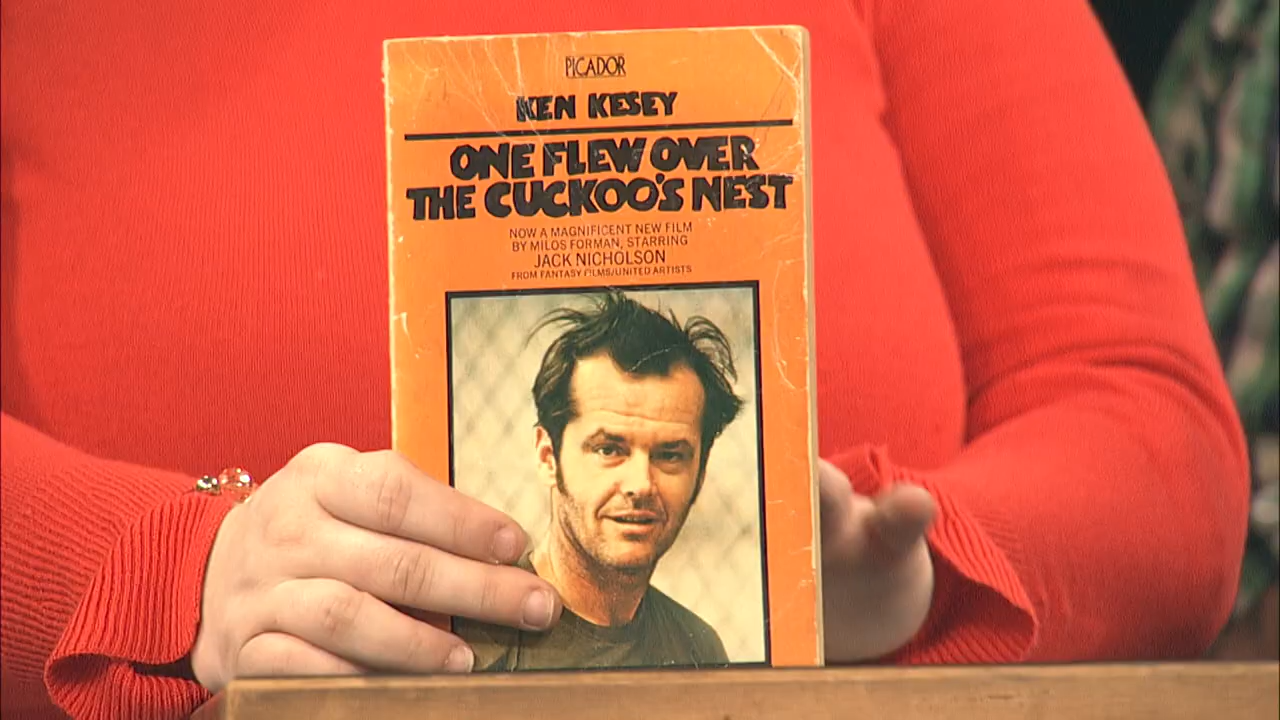 PICADOR
KEN KESEY
ONE FLEW OVER
THE CUCKOO'S NEST
NOW A MAGNIFICENT NEW FILM
BY MILOS FORMAN, STARRING
JACK NICHOLSON
FROM FANTASY FILMS/UNITED ARTISTS